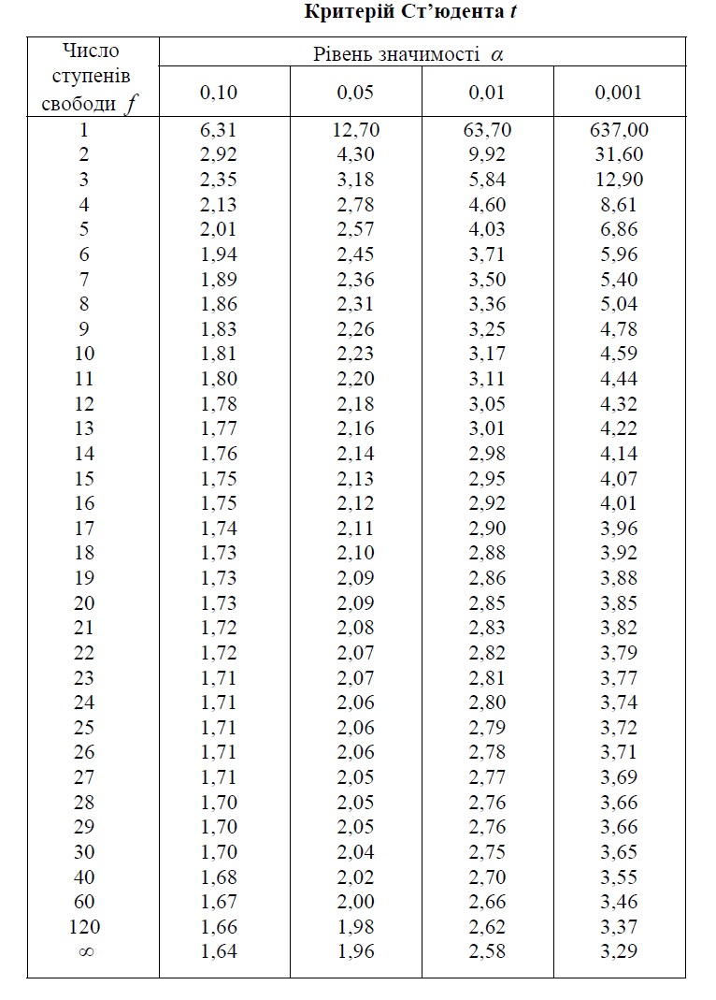 Критерій Ст’юдента t
Число ступенів свободи f
Рівень значимості α
0,10 0,05 0,01 0,001
1 6,31 12,70 63,70 637,00
2 2,92 4,30 9,92 31,60
3 2,35 3,18 5,84 12,90
4 2,13 2,78 4,60 8,61
5 2,01 2,57 4,03 6,86
6 1,94 2,45 3,71 5,96
7 1,89 2,36 3,50 5,40
8 1,86 2,31 3,36 5,04
9 1,83 2,26 3,25 4,78
10 1,81 2,23 3,17 4,59
11 1,80 2,20 3,11 4,44
12 1,78 2,18 3,05 4,32
13 1,77 2,16 3,01 4,22
14 1,76 2,14 2,98 4,14
15 1,75 2,13 2,95 4,07
16 1,75 2,12 2,92 4,01
17 1,74 2,11 2,90 3,96
18 1,73 2,10 2,88 3,92
19 1,73 2,09 2,86 3,88
20 1,73 2,09 2,85 3,85
21 1,72 2,08 2,83 3,82
22 1,72 2,07 2,82 3,79
23 1,71 2,07 2,81 3,77
24 1,71 2,06 2,80 3,74
25 1,71 2,06 2,79 3,72
26 1,71 2,06 2,78 3,71
27 1,71 2,05 2,77 3,69
28 1,70 2,05 2,76 3,66
29 1,70 2,05 2,76 3,66
30 1,70 2,04 2,75 3,65
40 1,68 2,02 2,70 3,55
60 1,67 2,00 2,66 3,46
120 1,66 1,98 2,62 3,37
∞ 1,64 1,96 2,58 3,29